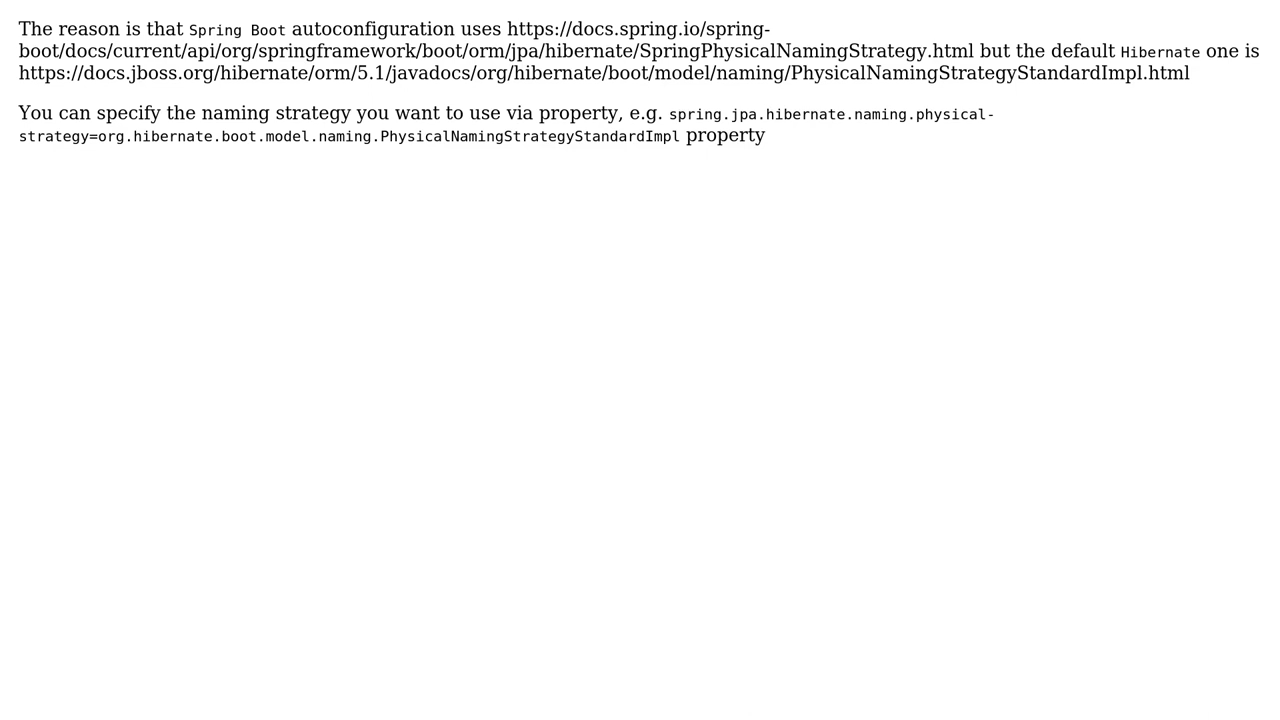 The reason is that Spring Boot autoconfiguration uses https://docs.spring.io/spring-
boot/docs/current/api/org/springframework/boot/orm/jpa/hibernate/SpringPhysicalNamingStrategy.html but the default Hibernate one is
https://docs.jboss.org/hibernate/orm/5.1/javadocs/org/hibernate/boot/model/naming/PhysicalNamingStrategyStandardImpl.html
You can specify the naming strategy you want to use via property, e.g. spring.jpa.hibernate.naming.physical-
strategy=org.hibernate.boot.model.naming.PhysicalNamingStrategyStandardImpl property